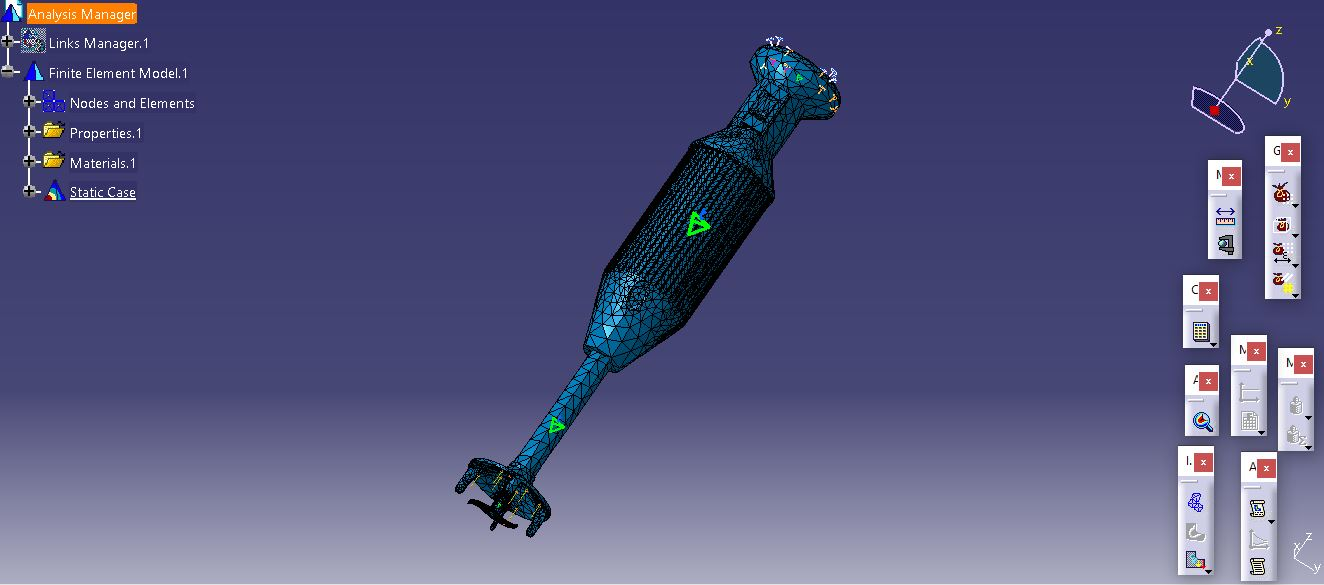 Analysis Manager
Links Manager.1
Finite Element Model.1
Nodes and Elements
Properties.1
Materials.1
Static Case
z
x
y
G x
M x
C x
M x
M x
A x
I. x
A x
z
x
y